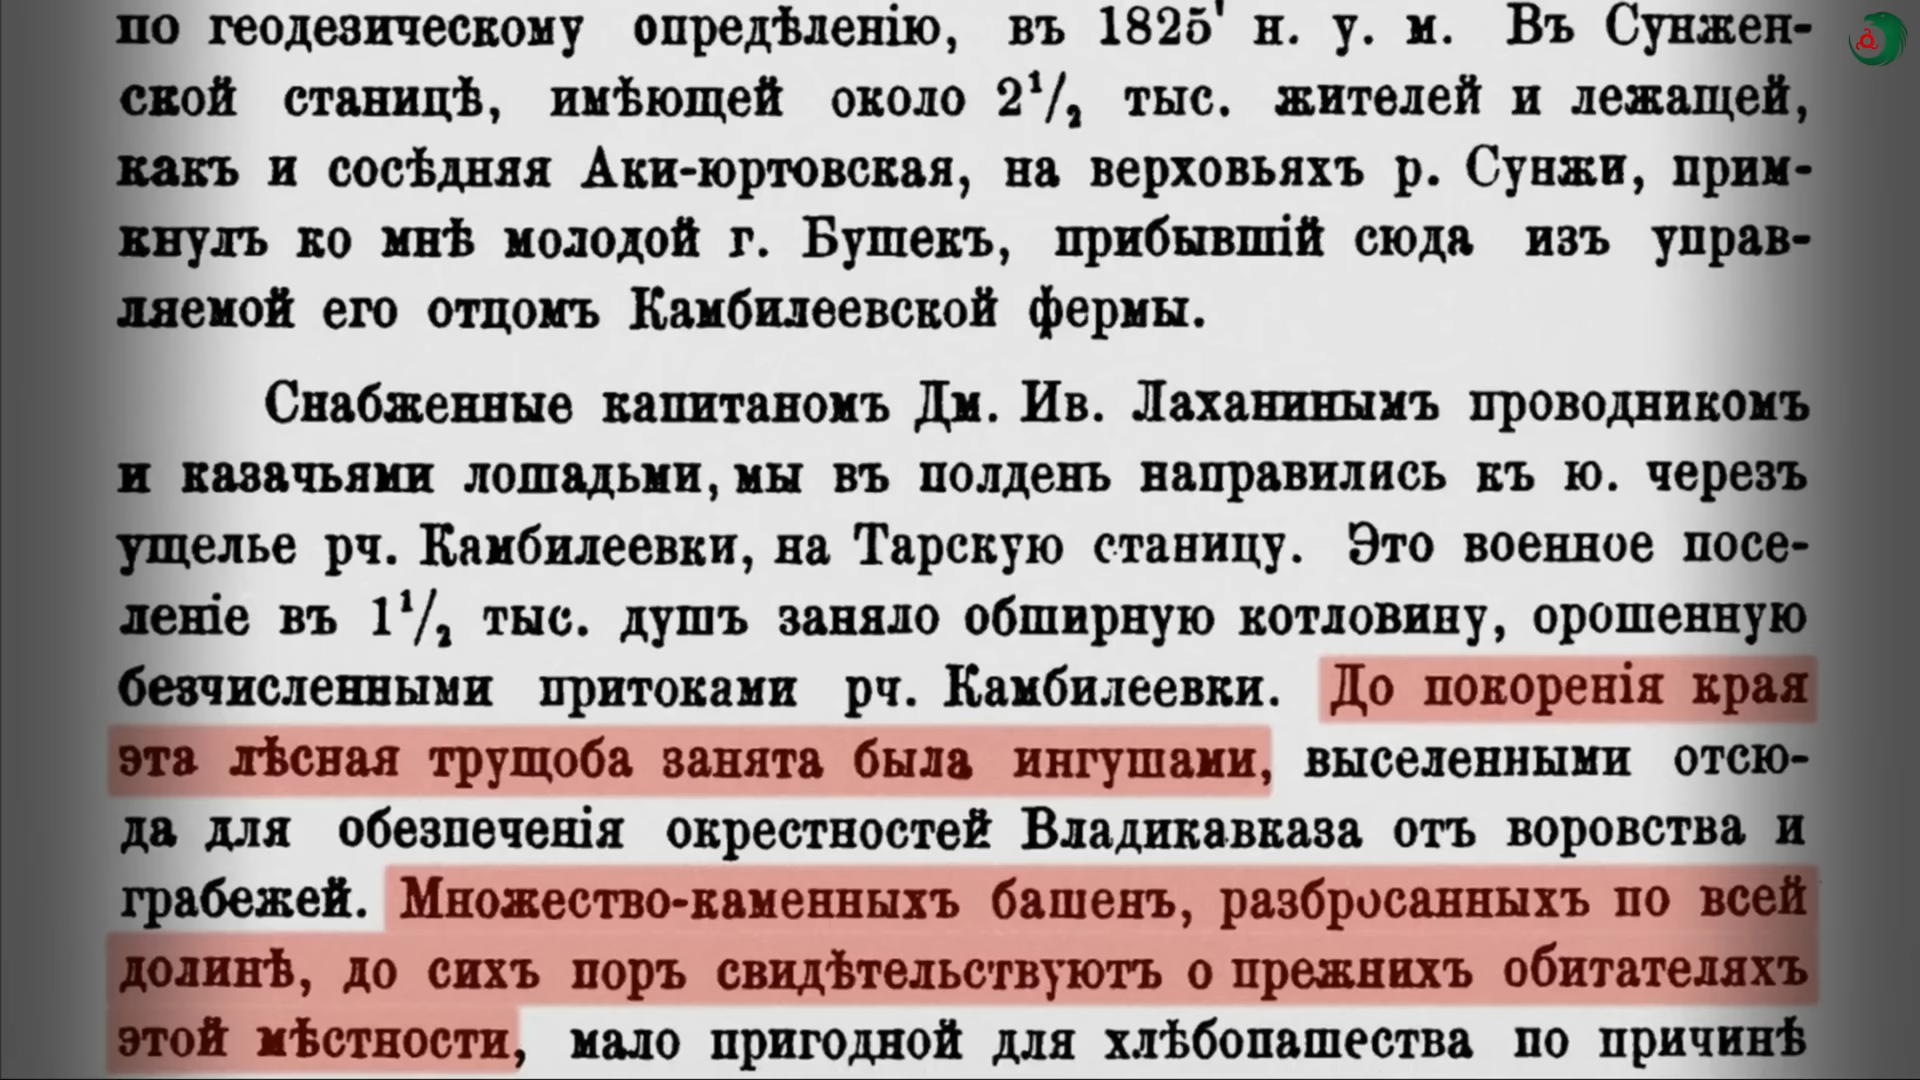 по геодезическому опредѣленію, въ 1825' н. у. м. Въ Сунжен-
ской станицѣ, имѣющей около 2¹/₂ тыс. жителей и лежащей,
какъ и сосѣдняя Аки-юртовская, на верховьяхъ р. Сунжи, прим-
кнулъ ко мнѣ молодой г. Бушекъ, прибывшій сюда изъ управ-
ляемой его отцомъ Камбилеевской фермы.
Снабженные капитаномъ Дм. Ив. Лаханинымъ проводникомъ
и казачьями лошадьми, мы въ полдень направились къ ю. черезъ
ущелье рч. Камбилеевки, на Тарскую станицу. Это военное посе-
леніе въ 1¹/₂ тыс. душъ заняло обширную котловину, орошенную
безчисленными притоками рч. Камбилеевки. До покоренія края
эта лѣсная трущоба занята была ингушами, выселенными отсю-
да для обезпеченія окрестностей Владикавказа отъ воровства и
грабежей. Множество-каменныхъ башенъ, разбросанныхъ по всей
долинѣ, до сихъ поръ свидѣтельствуютъ о прежнихъ обитателяхъ
этой мѣстности, мало пригодной для хлѣбопашества по причинѣ